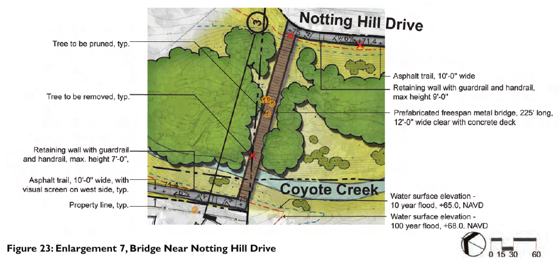 Notting Hill Drive
3
Tree to be pruned, typ.
Asphalt trail, 10'-0" wide
Retaining wall with guardrail and handrail,
max height 9'-0"
Tree to be removed, typ.
Prefabricated freespan metal bridge, 225' long,
12'-0" wide clear with concrete deck
Retaining wall with guardrail
and handrail, max. height 7'-0",
Asphalt trail, 10'-0" wide, with
visual screen on west side, typ.
Property line, typ.
Coyote Creek
Water surface elevation -
10 year flood, +65.0, NAVD
Water surface elevation -
100 year flood, +68.0, NAVD
Figure 23: Enlargement 7, Bridge Near Notting Hill Drive
0 15 30 60